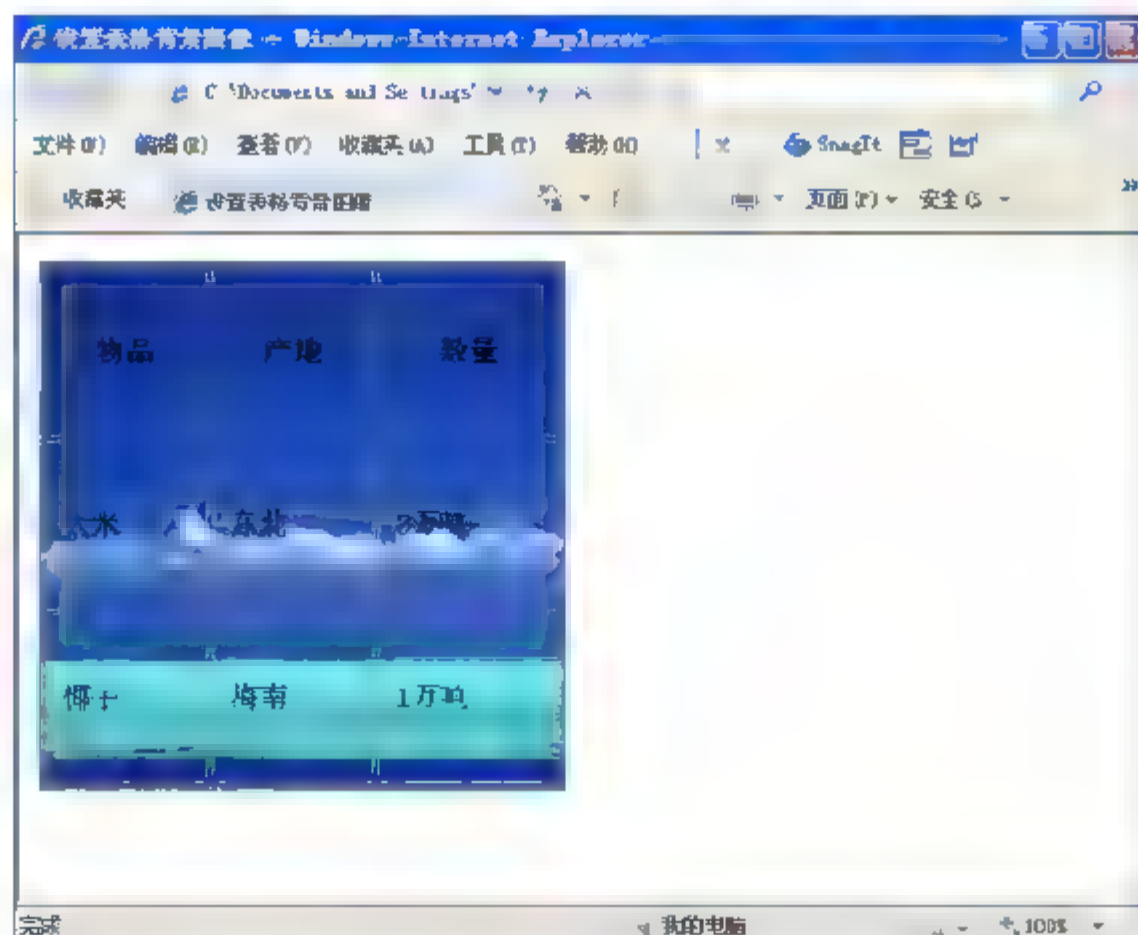 设置表格背景图像 - Windows Internet Explorer
C:\Documents and Settings\
文件(F) 编辑(E) 查看(V) 收藏夹(A) 工具(T) 帮助(H) x SnagIt
收藏夹 设置表格背景图像 页面(P) 安全(S »
物品 产地 数量
大米 东北
椰子 海南 1万吨
完成 我的电脑 100%